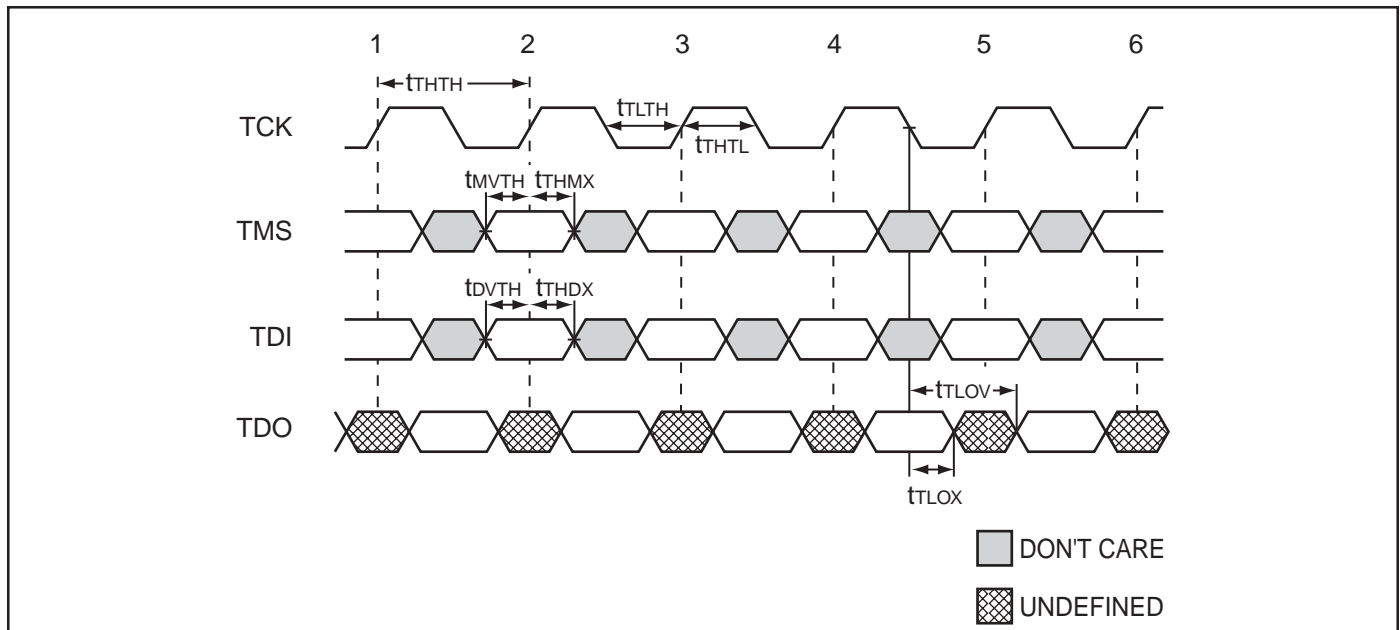 1 2 3 4 5 6
tTHTH
tTLTH
TCK
tTHTL
tMVTH tTHMX
TMS
tDVTH tTHDX
TDI
tTLOV
TDO
tTLOX
DON'T CARE
UNDEFINED